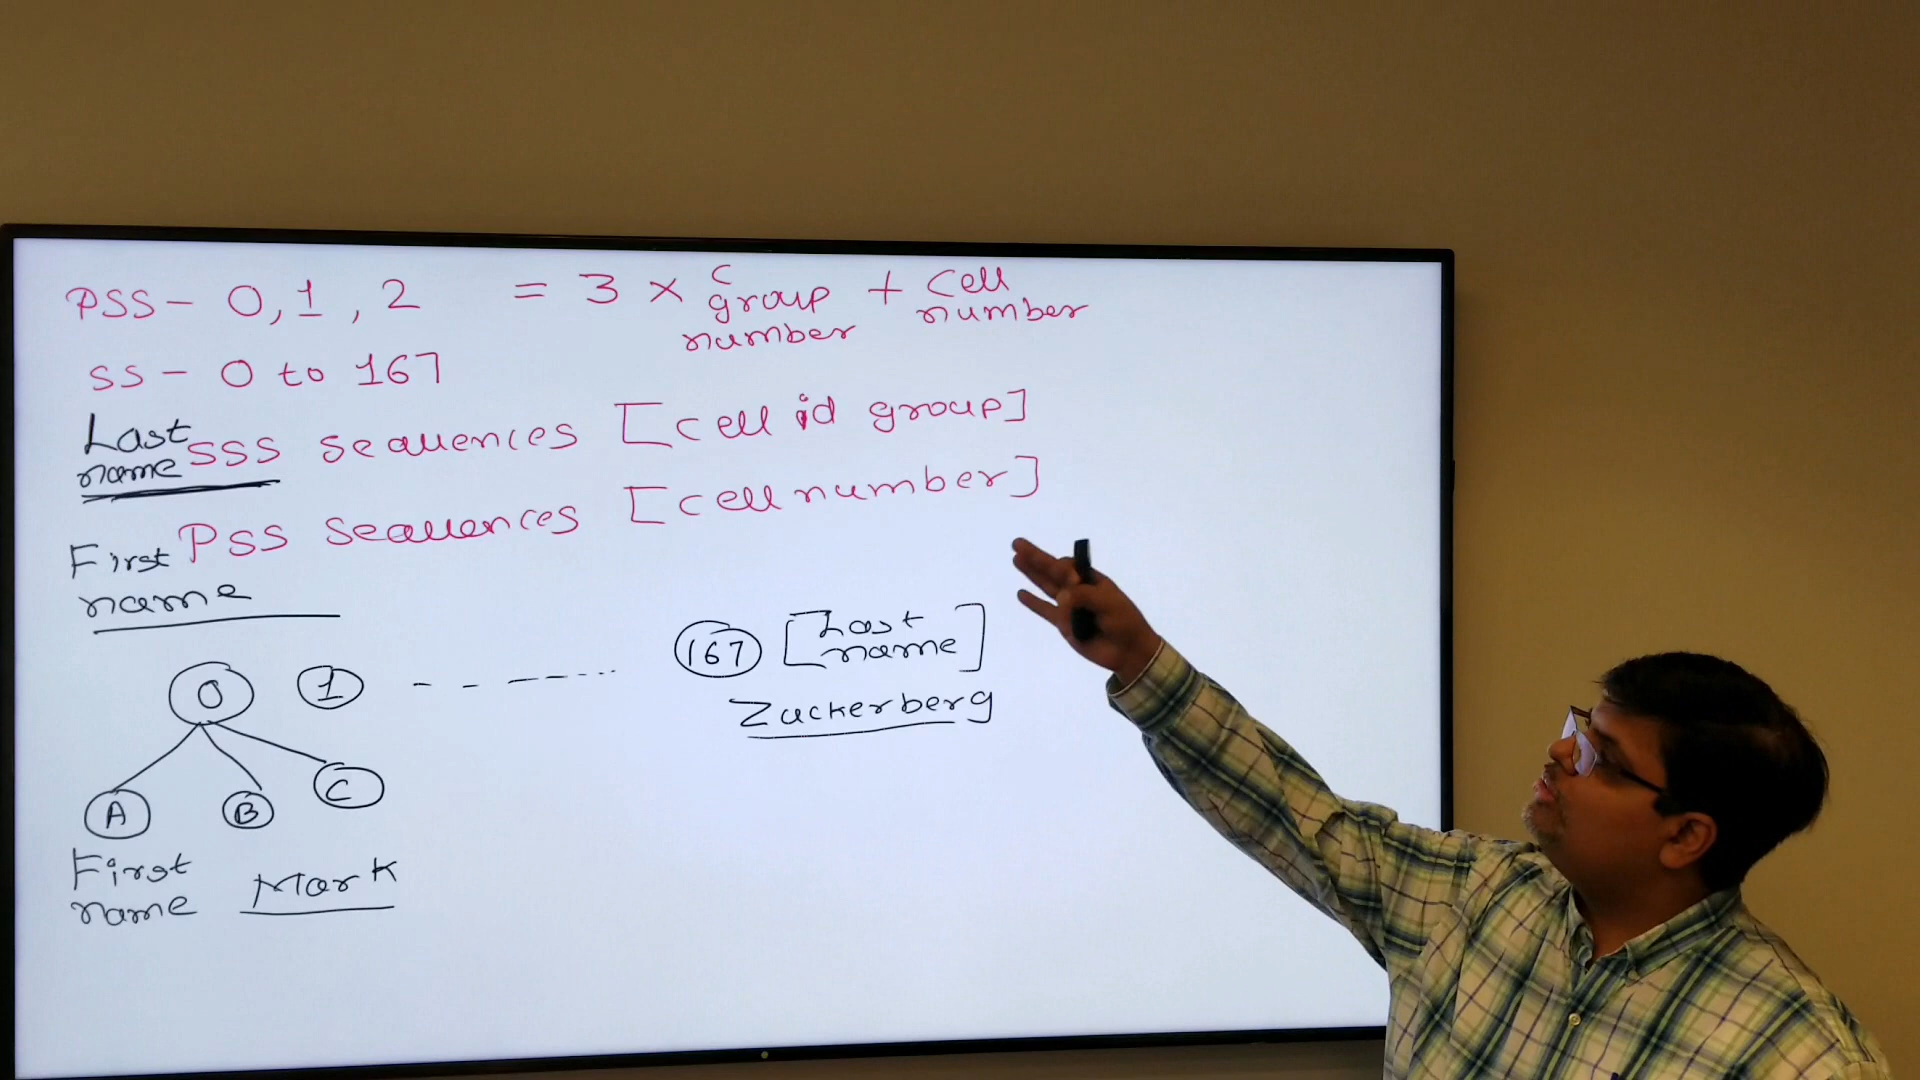 PSS - 0, 1, 2 = 3 × c group number + cell number
SS - 0 to 167
Last name SSS sequences [cell id group]
First name PSS sequences [cell number]
0 1 - - - - - - - 167 [Last name]
Zuckerberg
A B C
First name Mark